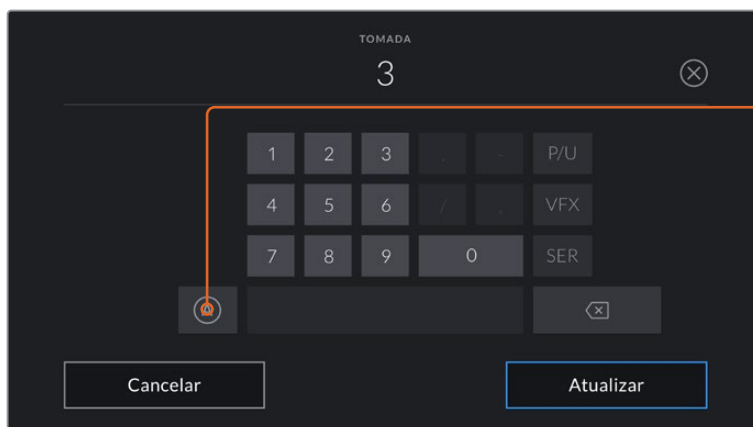 TOMADA
3
1 2 3 , - P/U
4 5 6 / . VFX
7 8 9 0 SER
A
Cancelar
Atualizar